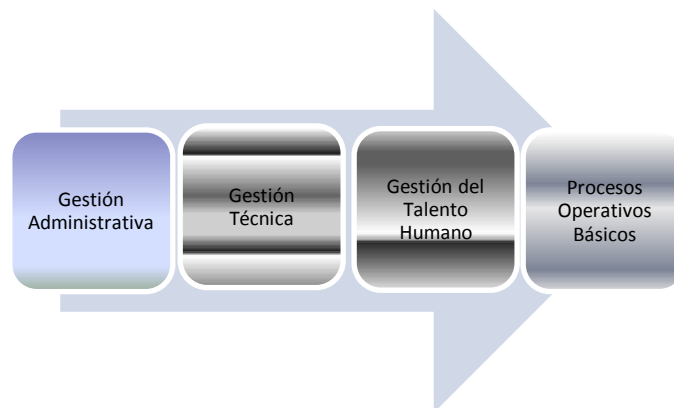 Gestión
Administrativa
Gestión
Técnica
Gestión del
Talento
Humano
Procesos
Operativos
Básicos